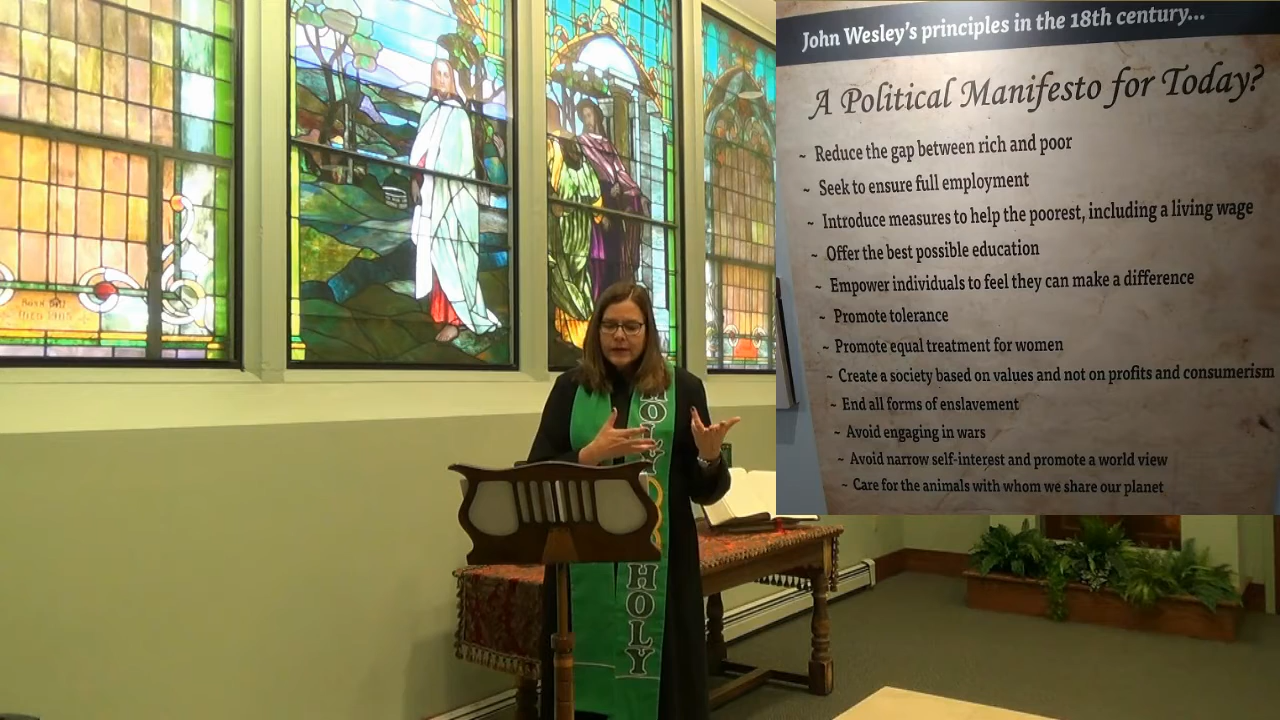 John Wesley's principles in the 18th century...
A Political Manifesto for Today?
~ Reduce the gap between rich and poor
~ Seek to ensure full employment
~ Introduce measures to help the poorest, including a living wage
~ Offer the best possible education
~ Empower individuals to feel they can make a difference
~ Promote tolerance
~ Promote equal treatment for women
~ Create a society based on values and not on profits and consumerism
~ End all forms of enslavement
~ Avoid engaging in wars
~ Avoid narrow self-interest and promote a world view
~ Care for the animals with whom we share our planet
HOLY
HOLY